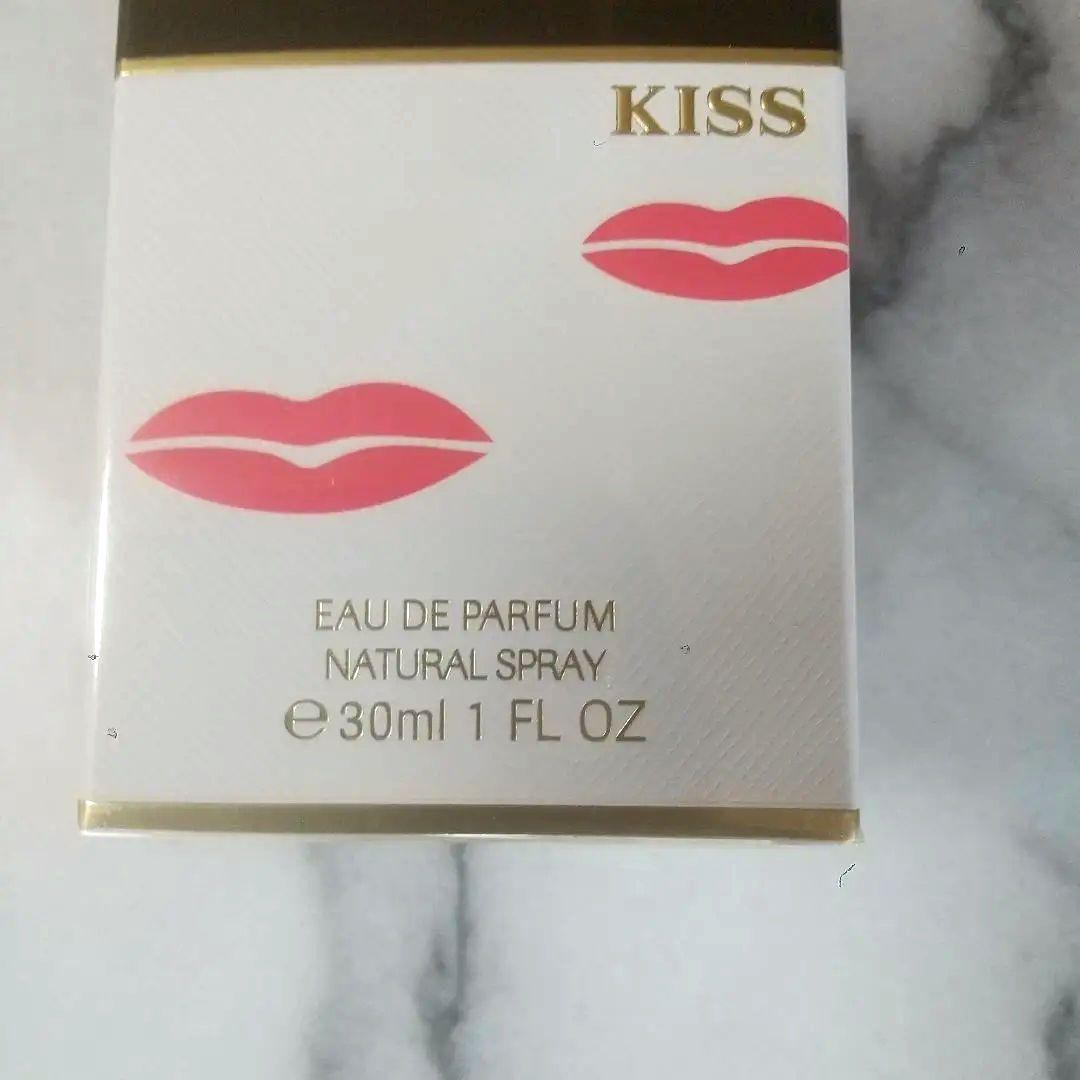 KISS
EAU DE PARFUM
NATURAL SPRAY
℮30ml 1 FL OZ